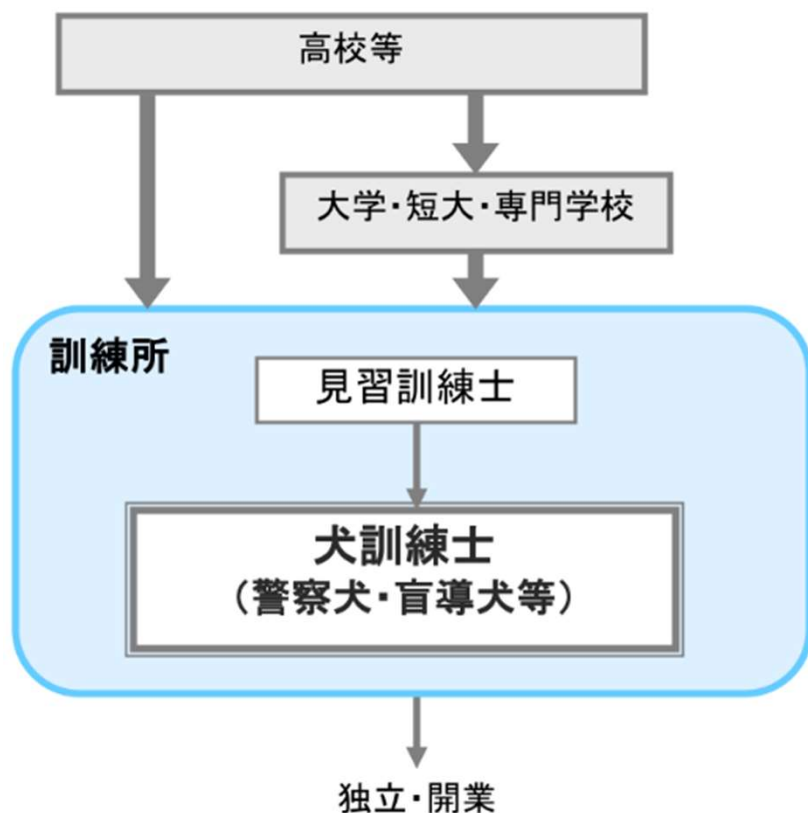 高校等
大学・短大・専門学校
訓練所
見習訓練士
犬訓練士
（警察犬・盲導犬等）
独立・開業